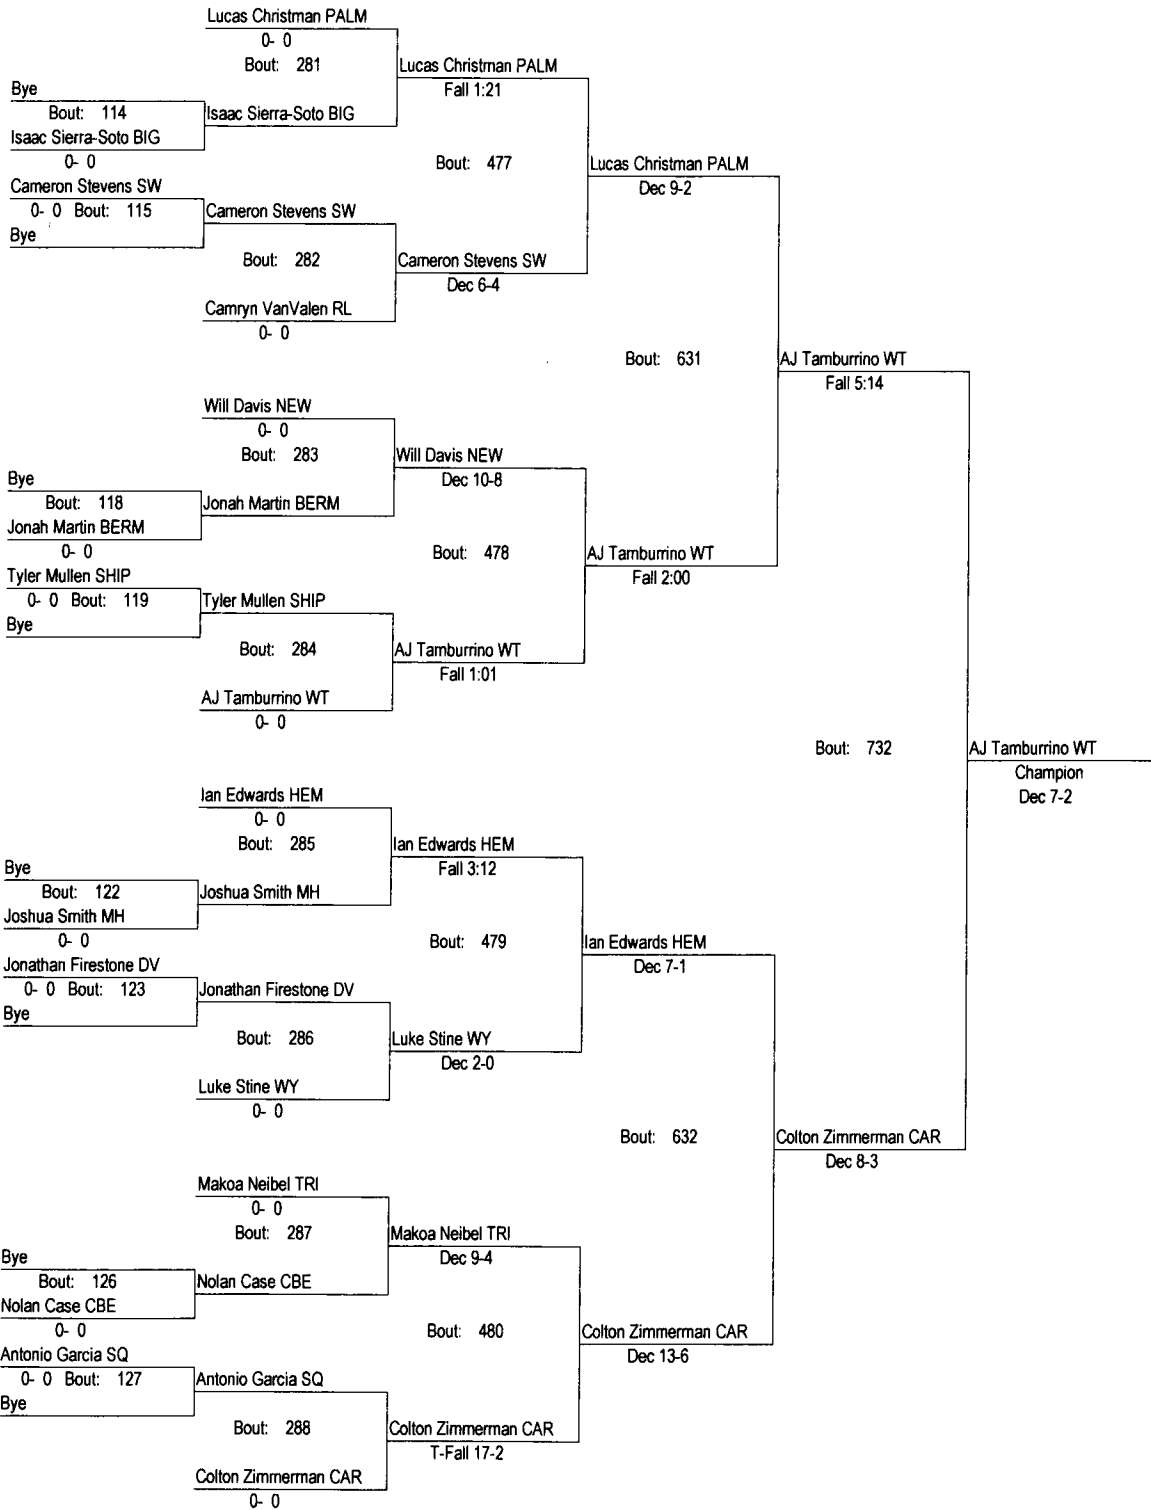 Lucas Christman PALM
0- 0
Bout: 281
Lucas Christman PALM
Fall 1:21
Bye
Bout: 114
Isaac Sierra-Soto BIG
Isaac Sierra-Soto BIG
0- 0
Bout: 477
Lucas Christman PALM
Dec 9-2
Cameron Stevens SW
0- 0 Bout: 115
Cameron Stevens SW
Bye
Bout: 282
Cameron Stevens SW
Dec 6-4
Camryn VanValen RL
0- 0
Bout: 631
AJ Tamburrino WT
Fall 5:14
Will Davis NEW
0- 0
Bout: 283
Will Davis NEW
Dec 10-8
Bye
Bout: 118
Jonah Martin BERM
Jonah Martin BERM
0- 0
Bout: 478
AJ Tamburrino WT
Fall 2:00
Tyler Mullen SHIP
0- 0 Bout: 119
Tyler Mullen SHIP
Bye
Bout: 284
AJ Tamburrino WT
Fall 1:01
AJ Tamburrino WT
0- 0
Bout: 732
AJ Tamburrino WT
Champion
Dec 7-2
Ian Edwards HEM
0- 0
Bout: 285
Ian Edwards HEM
Fall 3:12
Bye
Bout: 122
Joshua Smith MH
Joshua Smith MH
0- 0
Bout: 479
Ian Edwards HEM
Dec 7-1
Jonathan Firestone DV
0- 0 Bout: 123
Jonathan Firestone DV
Bye
Bout: 286
Luke Stine WY
Dec 2-0
Luke Stine WY
0- 0
Bout: 632
Colton Zimmerman CAR
Dec 8-3
Makoa Neibel TRI
0- 0
Bout: 287
Makoa Neibel TRI
Dec 9-4
Bye
Bout: 126
Nolan Case CBE
Nolan Case CBE
0- 0
Bout: 480
Colton Zimmerman CAR
Dec 13-6
Antonio Garcia SQ
0- 0 Bout: 127
Antonio Garcia SQ
Bye
Bout: 288
Colton Zimmerman CAR
T-Fall 17-2
Colton Zimmerman CAR
0- 0